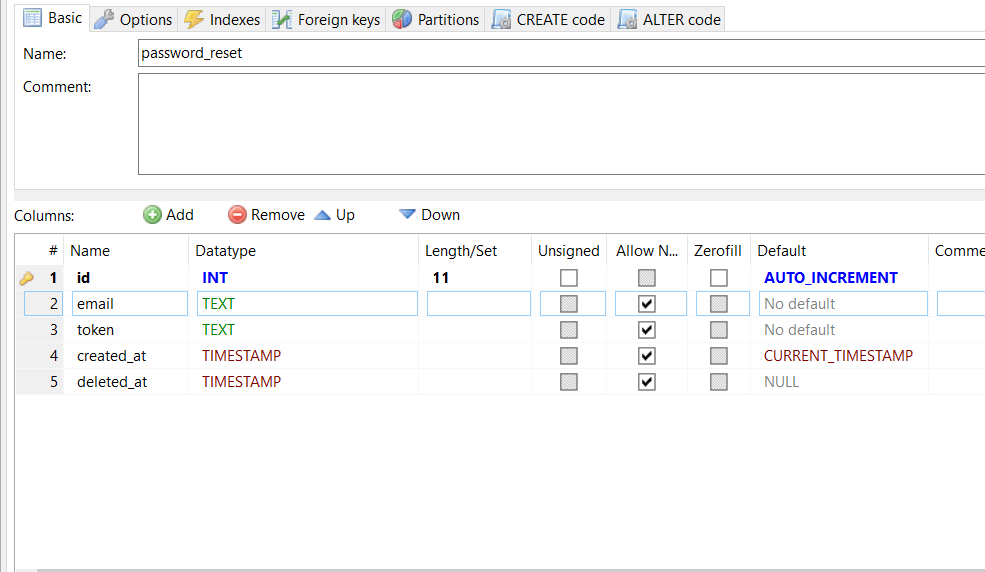 Basic Options Indexes Foreign keys Partitions CREATE code ALTER code
Name: password_reset
Comment:
Columns: Add Remove Up Down
# Name Datatype Length/Set Unsigned Allow N... Zerofill Default Comme
1 id INT 11 AUTO_INCREMENT
2 email TEXT No default
3 token TEXT No default
4 created_at TIMESTAMP CURRENT_TIMESTAMP
5 deleted_at TIMESTAMP NULL